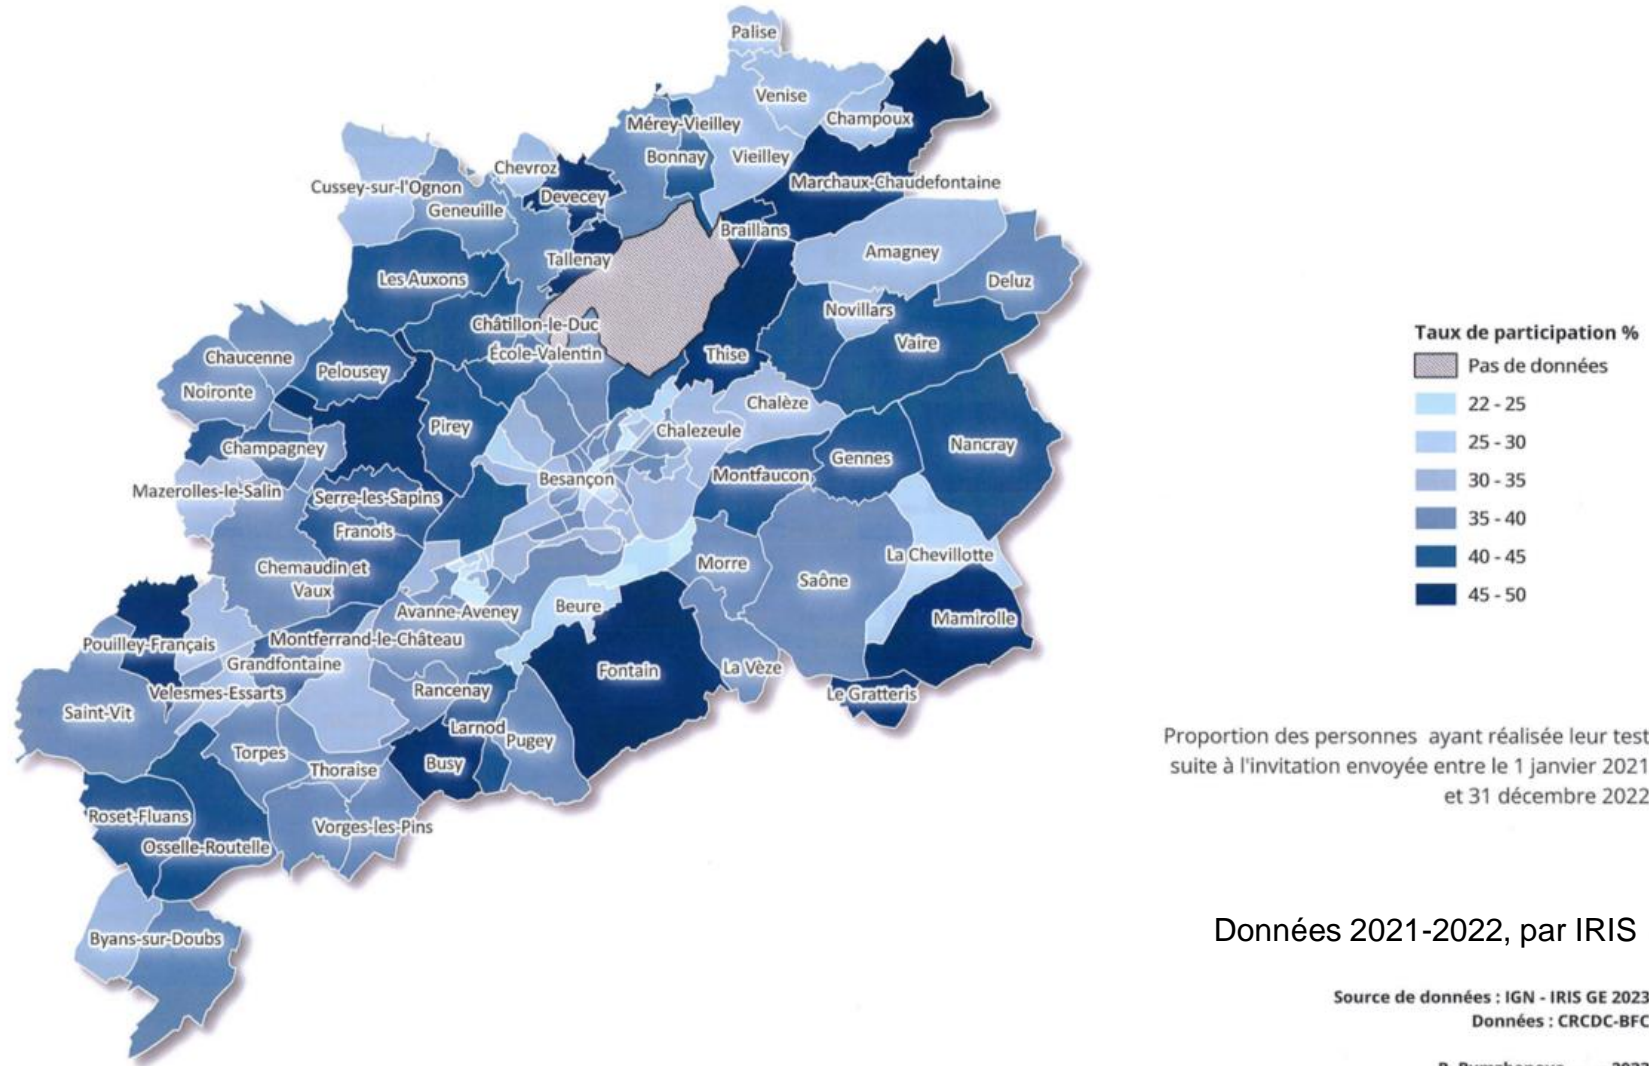 Palise
Venise
Champoux
Mérey-Vieilley
Bonnay
Vieilley
Chevroz
Marchaux-Chaudefontaine
Cussey-sur-l'Ognon
Devecey
Geneuille
Braillans
Amagney
Tallenay
Les Auxons
Deluz
Novillars
Châtillon-le-Duc
Vaire
École-Valentin
Thise
Chaucenne
Pelousey
Noironte
Chalèze
Pirey
Chalezeule
Champagney
Nancray
Gennes
Besançon
Montfaucon
Mazerolles-le-Salin
Serre-les-Sapins
Franois
La Chevillotte
Morre
Chemaudin et
Vaux
Saône
Avanne-Aveney
Beure
Mamirolle
Montferrand-le-Château
Pouilley-Français
Grandfontaine
Fontain
La Vèze
Velesmes-Essarts
Rancenay
Le Gratteris
Saint-Vit
Larnod
Pugey
Torpes
Busy
Thoraise
Roset-Fluans
Vorges-les-Pins
Osselle-Routelle
Byans-sur-Doubs
Taux de participation %
Pas de données
22 - 25
25 - 30
30 - 35
35 - 40
40 - 45
45 - 50
Proportion des personnes ayant réalisée leur test
suite à l'invitation envoyée entre le 1 janvier 2021
et 31 décembre 2022
Données 2021-2022, par IRIS
Source de données : IGN - IRIS GE 2023
Données : CRCDC-BFC